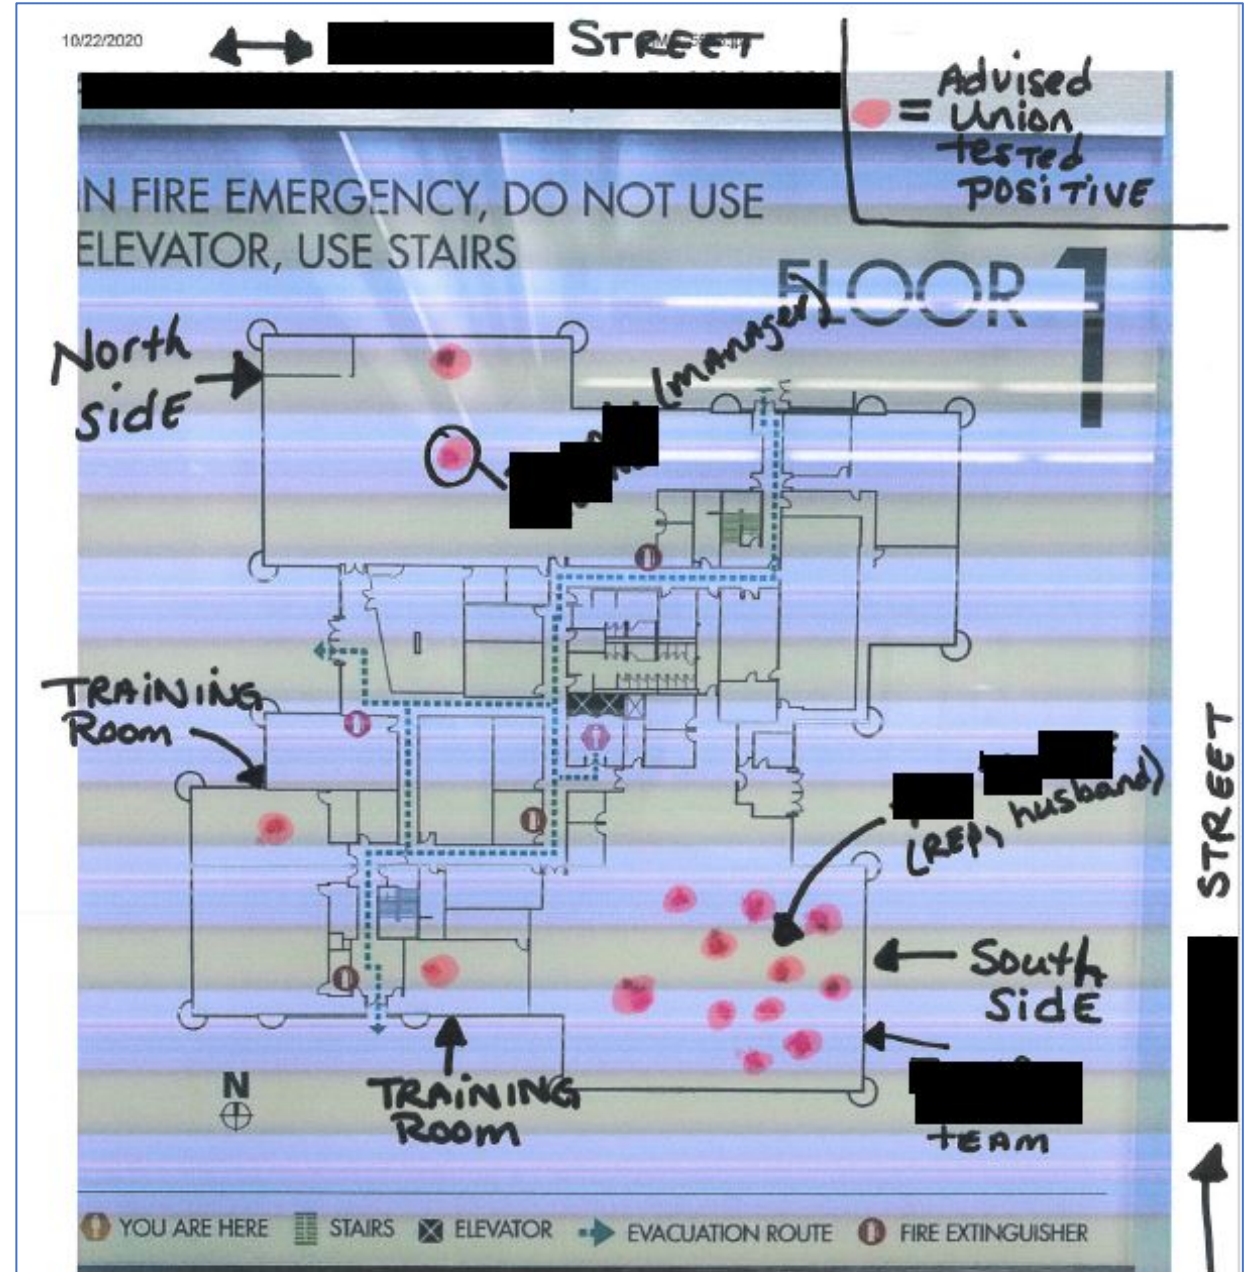 10/22/2020
STREET
= Advised
Union
tested
POSITIVE
IN FIRE EMERGENCY, DO NOT USE
ELEVATOR, USE STAIRS
FLOOR 1
(MANAGER)
North
SidE
TRAINING
Room
(REP, husband)
STREET
South
SidE
TRAINING
Room
TEAM
N
YOU ARE HERE
STAIRS
ELEVATOR
EVACUATION ROUTE
FIRE EXTINGUISHER